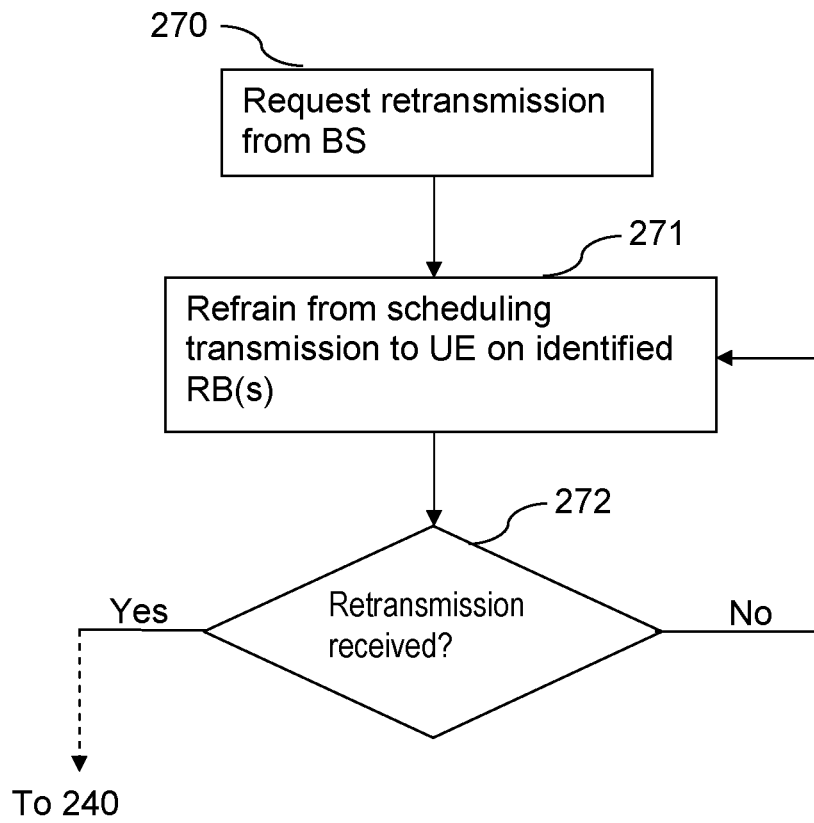 270
Request retransmission
from BS
271
Refrain from scheduling
transmission to UE on identified
RB(s)
272
Retransmission
received?
Yes
No
To 240